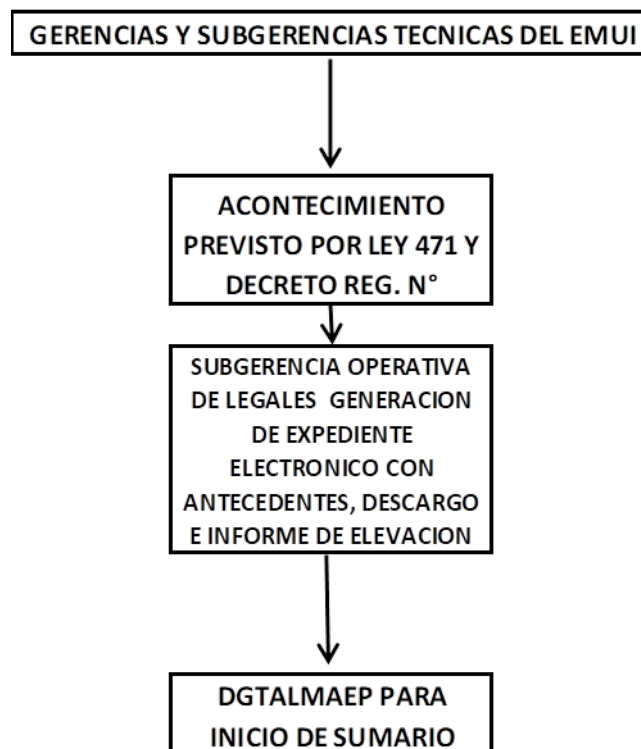 GERENCIAS Y SUBGERENCIAS TECNICAS DEL EMUI
ACONTECIMIENTO
PREVISTO POR LEY 471 Y
DECRETO REG. N°
SUBGERENCIA OPERATIVA
DE LEGALES GENERACION
DE EXPEDIENTE
ELECTRONICO CON
ANTECEDENTES, DESCARGO
E INFORME DE ELEVACION
DGTALMAEP PARA
INICIO DE SUMARIO